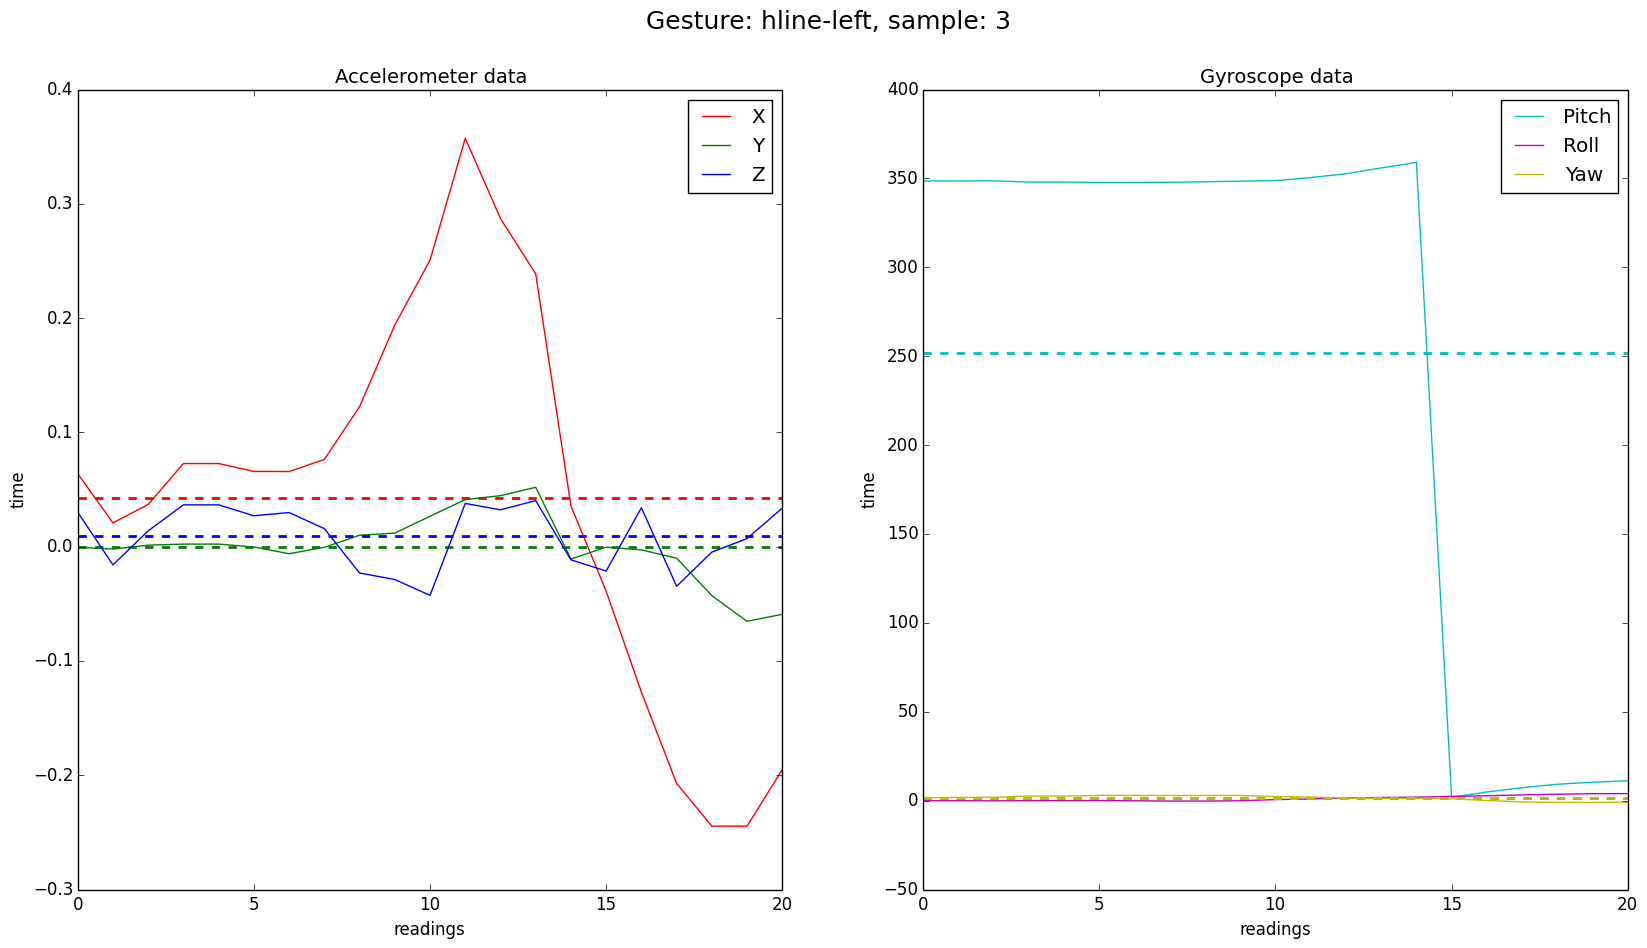 Gesture: hline-left, sample: 3
Accelerometer data
0.4
0.3
0.2
0.1
0.0
−0.1
−0.2
−0.3
time
0 5 10 15 20
readings
X
Y
Z
Gyroscope data
400
350
300
250
200
150
100
50
0
−50
time
0 5 10 15 20
readings
Pitch
Roll
Yaw